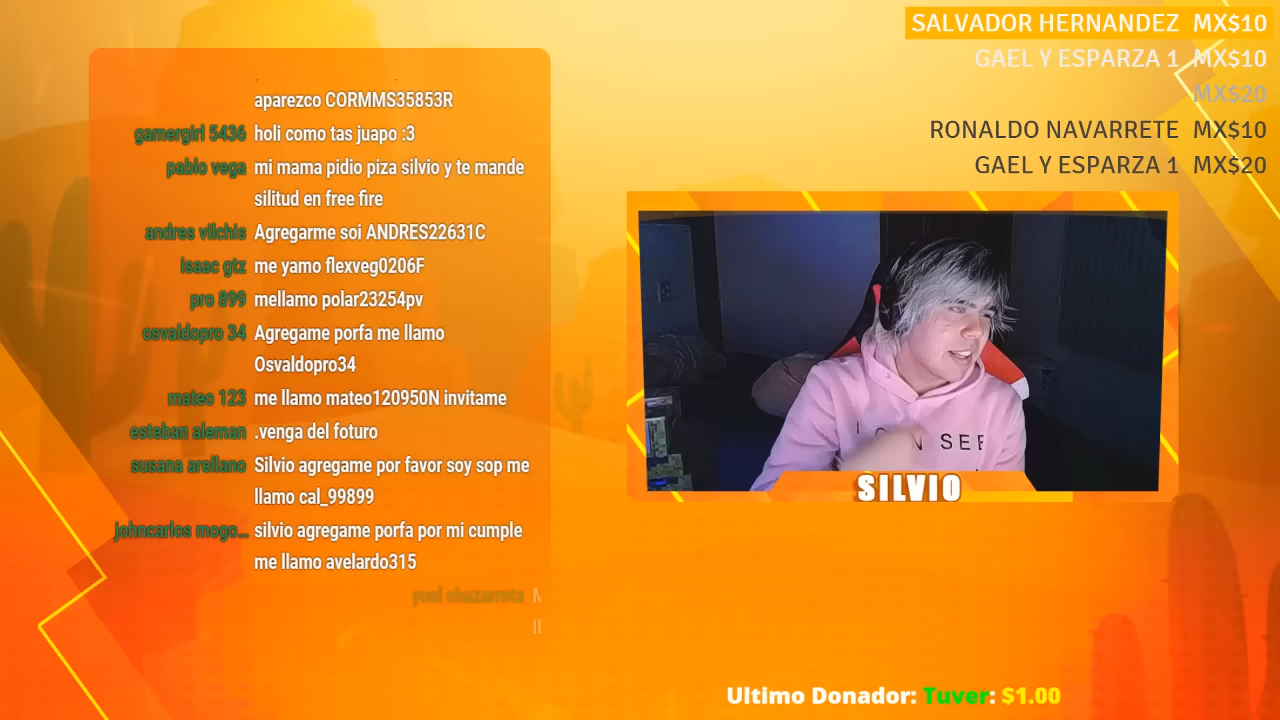 SALVADOR HERNANDEZ MX$10
GAEL Y ESPARZA 1 MX$10
MX$20
RONALDO NAVARRETE MX$10
GAEL Y ESPARZA 1 MX$20
aparezco CORMMS35853R
gamergirl 5436 holi como tas juapo :3
pablo vega mi mama pidio piza silvio y te mande
silitud en free fire
andres vilchis Agregarme soi ANDRES22631C
isaac gtz me yamo flexveg0206F
pro 899 mellamo polar23254pv
osvaldopro 34 Agregame porfa me llamo
Osvaldopro34
mateo 123 me llamo mateo120950N invitame
esteban aleman .venga del foturo
susana arellano Silvio agregame por favor soy sop me
llamo cal_99899
johncarlos mogo... silvio agregame porfa por mi cumple
me llamo avelardo315
yoel chazarreta M
ll
SEE
SILVIO
Ultimo Donador: Tuver: $1.00